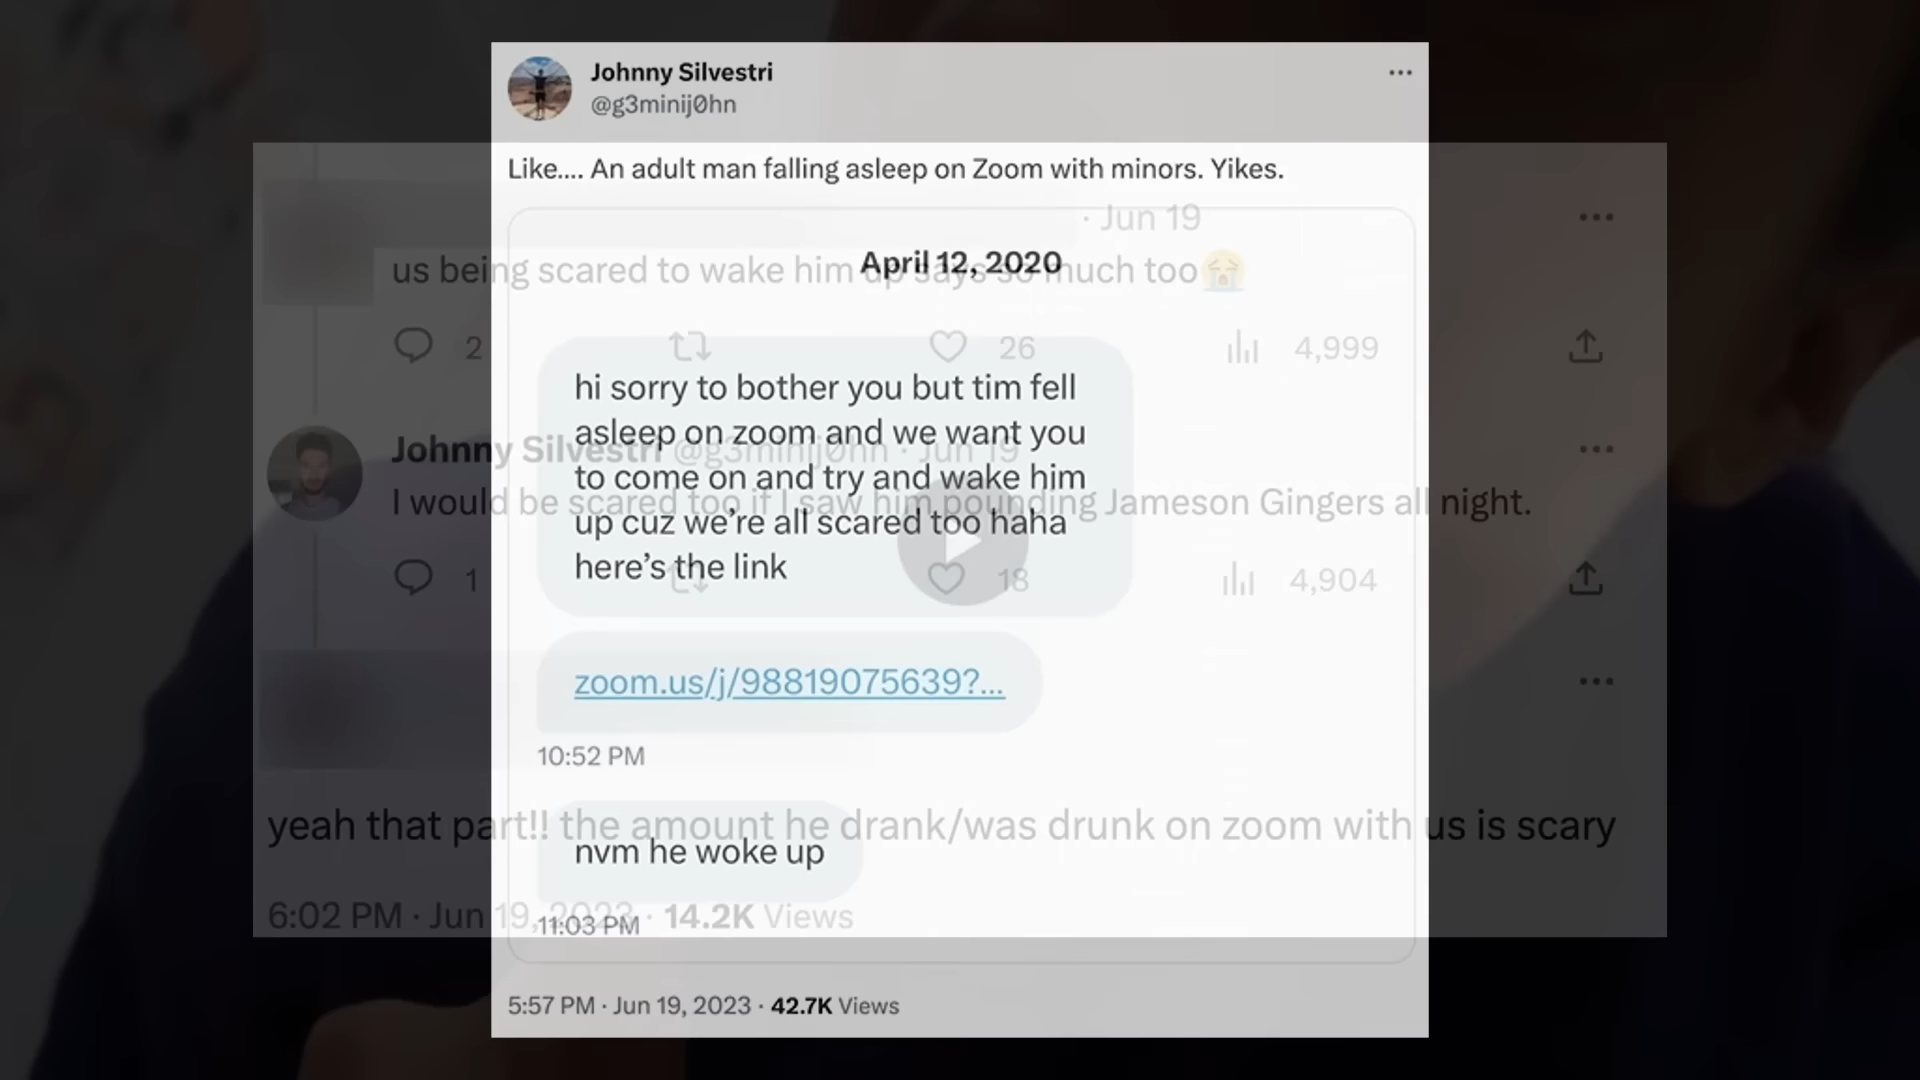 Johnny Silvestri
@g3minij0hn
Like.... An adult man falling asleep on Zoom with minors. Yikes.
April 12, 2020
hi sorry to bother you but tim fell
asleep on zoom and we want you
to come on and try and wake him
up cuz we're all scared too haha
here's the link
zoom.us/j/98819075639?...
10:52 PM
nvm he woke up
11:03 PM
5:57 PM · Jun 19, 2023 · 42.7K Views
· Jun 19
us being scared to wake him up says so much too😭
2 26 4,999
Johnny Silvestri @g3minij0hn · Jun 19
I would be scared too if I saw him pounding Jameson Gingers all night.
1 18 4,904
yeah that part!! the amount he drank/was drunk on zoom with us is scary
6:02 PM · Jun 19, 2023 · 14.2K Views